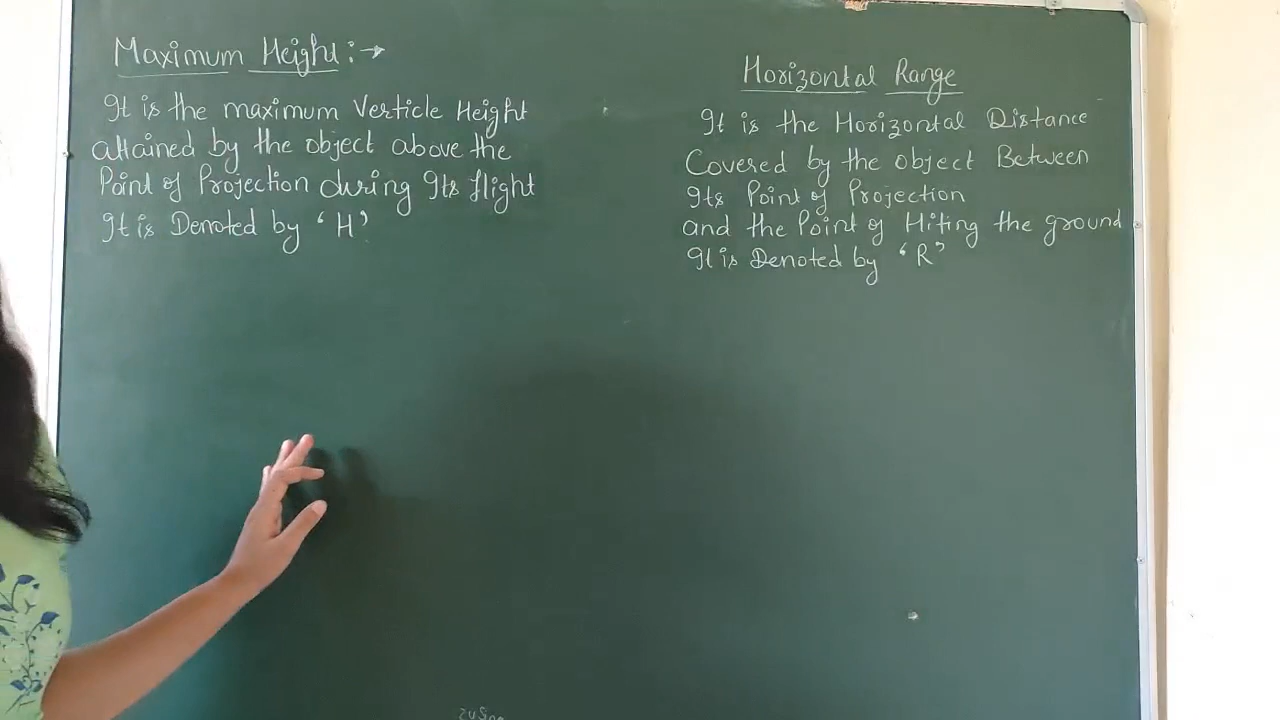 Maximum Height :→
It is the maximum Verticle Height
attained by the object above the
Point of Projection during Its flight
It is Denoted by ‘H’
Horizontal Range
It is the Horizontal Distance
Covered by the object Between
Its Point of Projection
and the Point of Hiting the ground
It is Denoted by ‘R’